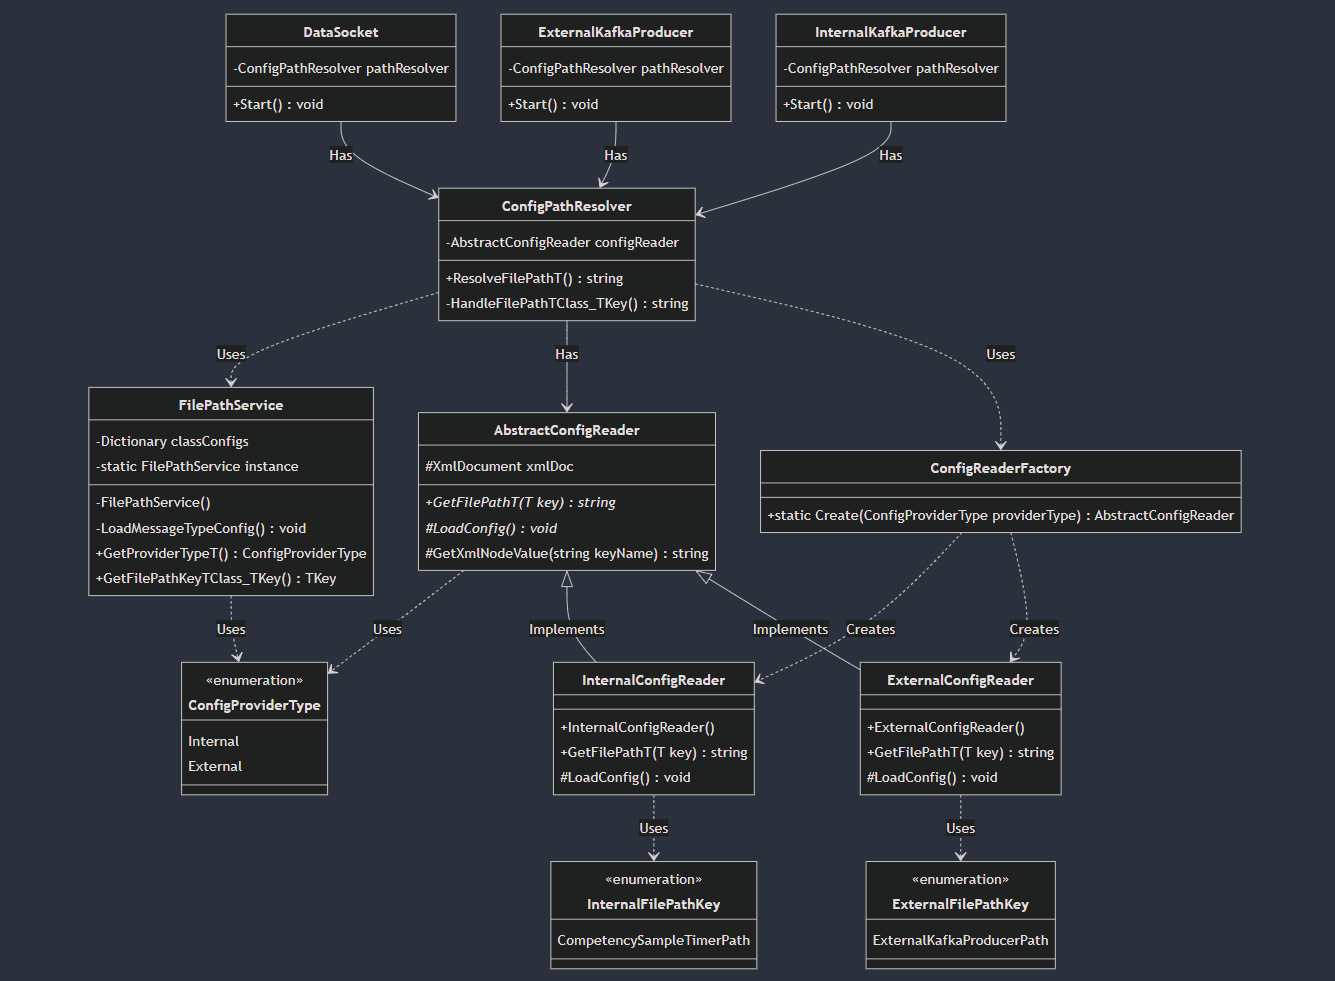 DataSocket
-ConfigPathResolver pathResolver
+Start() : void
ExternalKafkaProducer
-ConfigPathResolver pathResolver
+Start() : void
InternalKafkaProducer
-ConfigPathResolver pathResolver
+Start() : void
Has
Has
Has
ConfigPathResolver
-AbstractConfigReader configReader
+ResolveFilePathT() : string
-HandleFilePathTClass_TKey() : string
Uses
Has
Uses
FilePathService
-Dictionary classConfigs
-static FilePathService instance
-FilePathService()
-LoadMessageTypeConfig() : void
+GetProviderTypeT() : ConfigProviderType
+GetFilePathKeyTClass_TKey() : TKey
AbstractConfigReader
#XmlDocument xmlDoc
+GetFilePathT(T key) : string
#LoadConfig() : void
#GetXmlNodeValue(string keyName) : string
ConfigReaderFactory
+static Create(ConfigProviderType providerType) : AbstractConfigReader
Uses
Uses
Implements
Implements
Creates
Creates
«enumeration»
ConfigProviderType
Internal
External
InternalConfigReader
+InternalConfigReader()
+GetFilePathT(T key) : string
#LoadConfig() : void
ExternalConfigReader
+ExternalConfigReader()
+GetFilePathT(T key) : string
#LoadConfig() : void
Uses
Uses
«enumeration»
InternalFilePathKey
CompetencySampleTimerPath
«enumeration»
ExternalFilePathKey
ExternalKafkaProducerPath